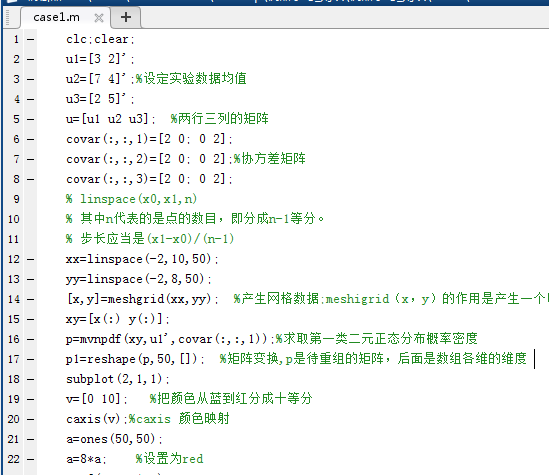 case1.m
1 clc;clear;
2 u1=[3 2]';
3 u2=[7 4]';%设定实验数据均值
4 u3=[2 5]';
5 u=[u1 u2 u3]; %两行三列的矩阵
6 covar(:,:,1)=[2 0; 0 2];
7 covar(:,:,2)=[2 0; 0 2];%协方差矩阵
8 covar(:,:,3)=[2 0; 0 2];
9 % linspace(x0,x1,n)
10 % 其中n代表的是点的数目，即分成n-1等分。
11 % 步长应当是(x1-x0)/(n-1)
12 xx=linspace(-2,10,50);
13 yy=linspace(-2,8,50);
14 [x,y]=meshgrid(xx,yy); %产生网格数据;meshigrid（x，y）的作用是产生一个
15 xy=[x(:) y(:)];
16 p=mvnpdf(xy,u1',covar(:,:,1));%求取第一类二元正态分布概率密度
17 p1=reshape(p,50,[]); %矩阵变换,p是待重组的矩阵，后面是数组各维的维度
18 subplot(2,1,1);
19 v=[0 10]; %把颜色从蓝到红分成十等分
20 caxis(v);%caxis 颜色映射
21 a=ones(50,50);
22 a=8*a; %设置为red